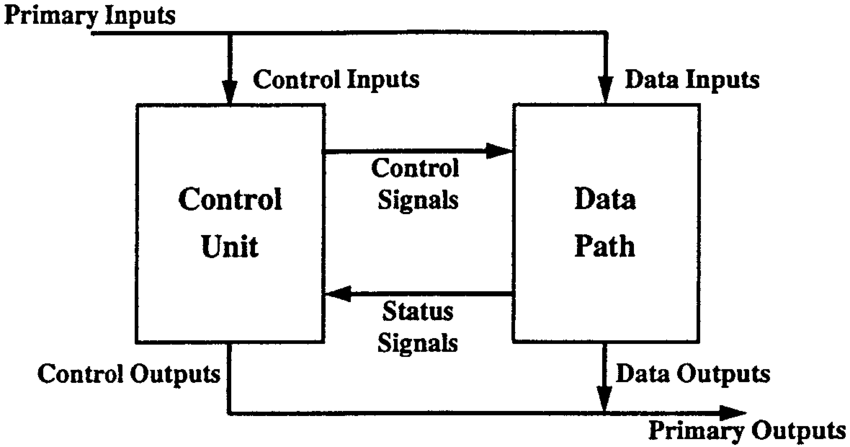 Primary Inputs
Control Inputs
Data Inputs
Control
Signals
Control
Unit
Data
Path
Status
Signals
Control Outputs
Data Outputs
Primary Outputs